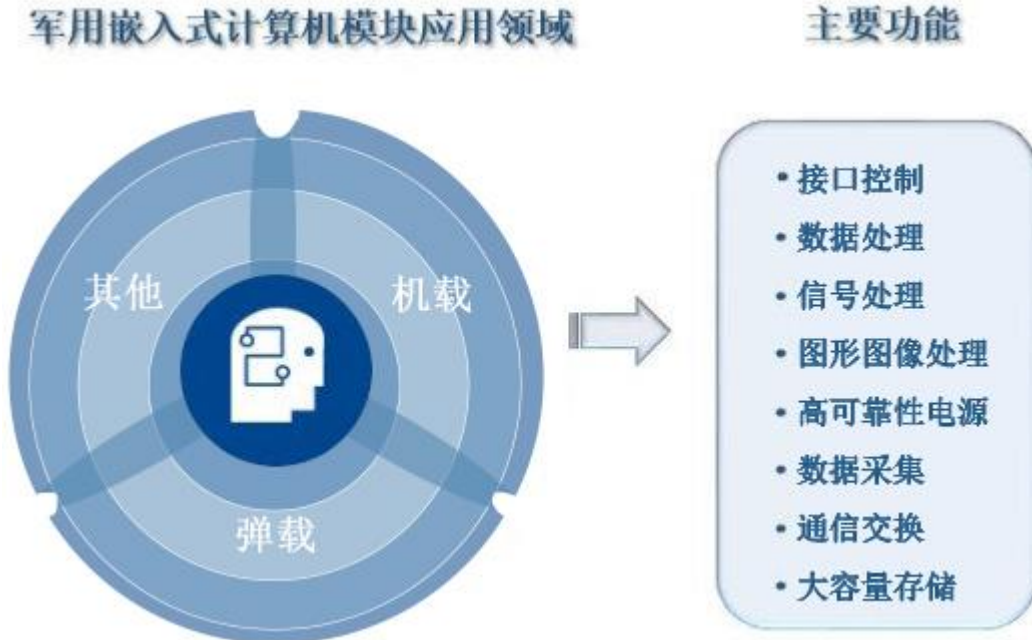 军用嵌入式计算机模块应用领域
主要功能
其他
机载
弹载
• 接口控制
• 数据处理
• 信号处理
• 图形图像处理
• 高可靠性电源
• 数据采集
• 通信交换
• 大容量存储